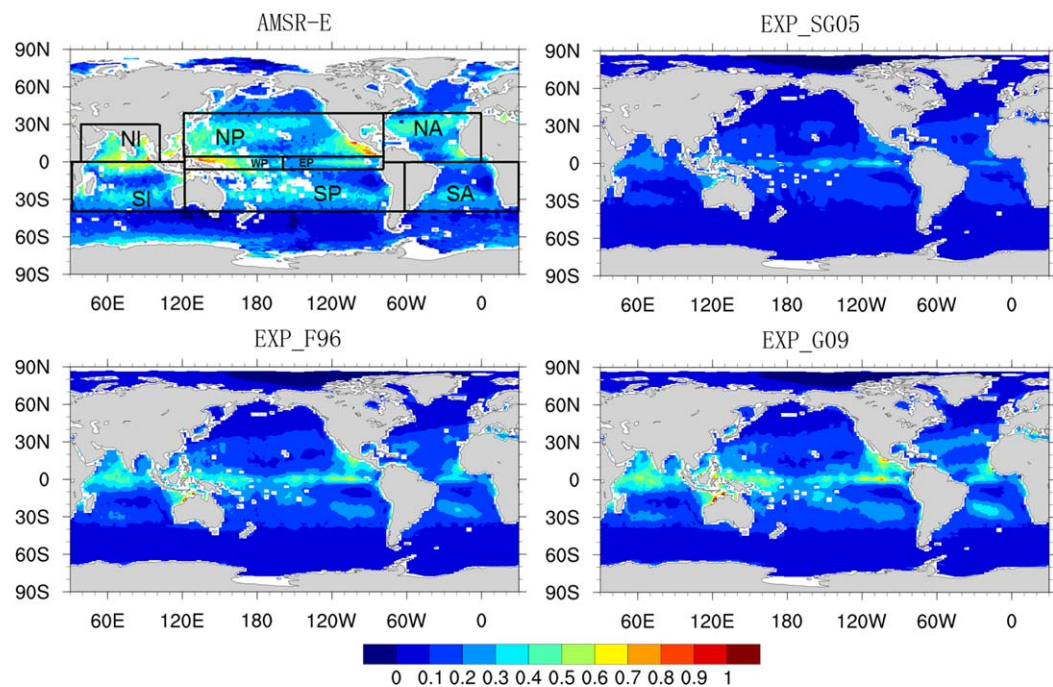 AMSR-E
EXP_SG05
90N
60N
30N
0
30S
60S
90S
NI
NP
NA
WP
EP
SI
SP
SA
60E
120E
180
120W
60W
0
90N
60N
30N
0
30S
60S
90S
60E
120E
180
120W
60W
0
EXP_F96
EXP_G09
90N
60N
30N
0
30S
60S
90S
60E
120E
180
120W
60W
0
90N
60N
30N
0
30S
60S
90S
60E
120E
180
120W
60W
0
0 0.1 0.2 0.3 0.4 0.5 0.6 0.7 0.8 0.9 1